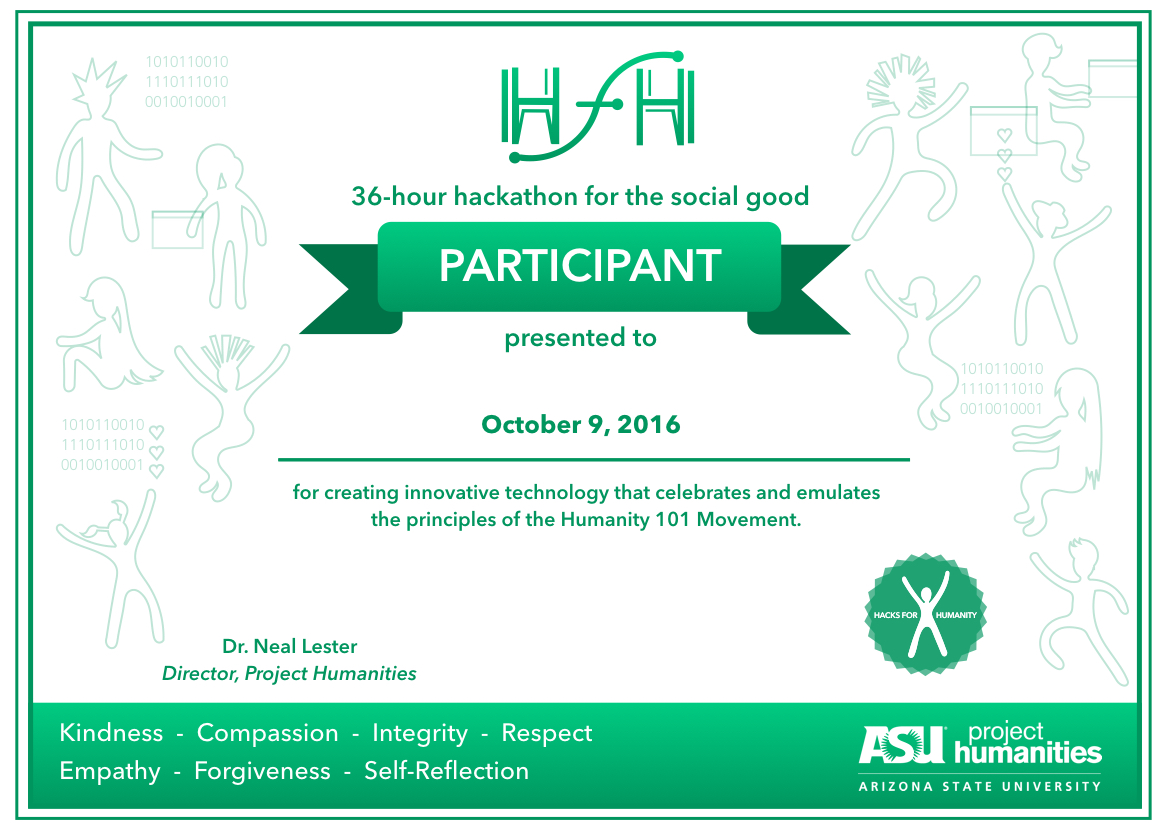 1010110010
1110111010
0010010001
HfH
36-hour hackathon for the social good
PARTICIPANT
presented to
October 9, 2016
1010110010
1110111010
0010010001
1010110010
1110111010
0010010001
for creating innovative technology that celebrates and emulates
the principles of the Humanity 101 Movement.
HACKS FOR HUMANITY
Dr. Neal Lester
Director, Project Humanities
Kindness - Compassion - Integrity - Respect
Empathy - Forgiveness - Self-Reflection
ASU project
humanities
ARIZONA STATE UNIVERSITY